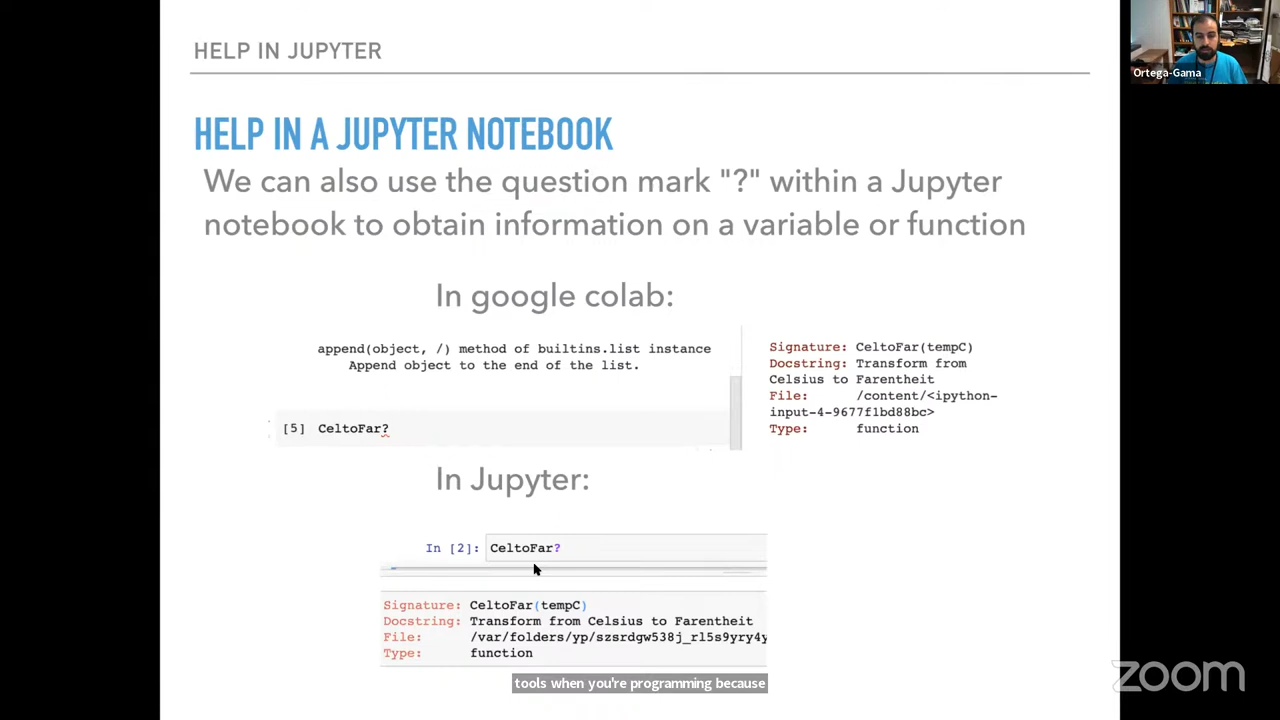 HELP IN JUPYTER
Ortega-Gama
HELP IN A JUPYTER NOTEBOOK
We can also use the question mark "?" within a Jupyter
notebook to obtain information on a variable or function
In google colab:
append(object, /) method of builtins.list instance
Append object to the end of the list.
[5] CeltoFar?
Signature: CeltoFar(tempC)
Docstring: Transform from
Celsius to Farentheit
File: /content/<ipython-
input-4-9677f1bd88bc>
Type: function
In Jupyter:
In [2]: CeltoFar?
Signature: CeltoFar(tempC)
Docstring: Transform from Celsius to Farentheit
File: /var/folders/yp/szsrdgw538j_rl5s9yry4y
Type: function
tools when you're programming because
zoom